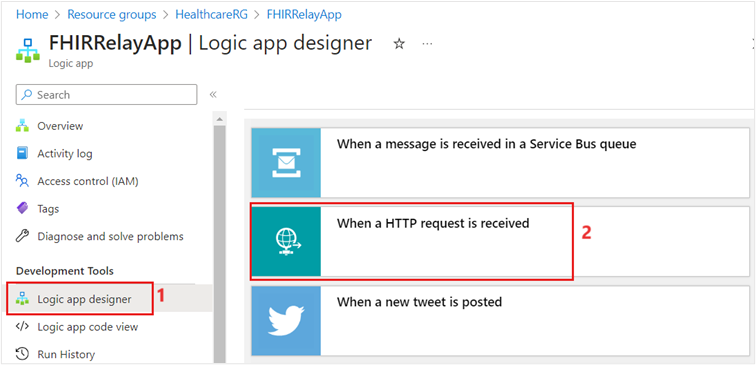 Home > Resource groups > HealthcareRG > FHIRRelayApp
FHIRRelayApp | Logic app designer ☆ ...
Logic app
Search «
Overview
Activity log
Access control (IAM)
Tags
Diagnose and solve problems
Development Tools
Logic app designer 1
Logic app code view
Run History
When a message is received in a Service Bus queue
When a HTTP request is received 2
When a new tweet is posted